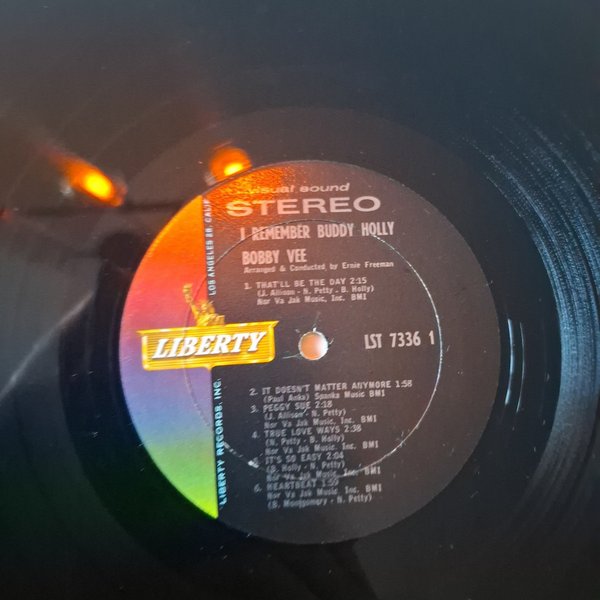 visual sound
STEREO
I REMEMBER BUDDY HOLLY
BOBBY VEE
Arranged & Conducted by Ernie Freeman
1. THAT'LL BE THE DAY 2:15
(J. Allison - N. Petty - B. Holly)
Nor Va Jak Music, Inc. BMI
LIBERTY
LST 7336 1
2. IT DOESN'T MATTER ANYMORE 1:58
(Paul Anka) Spanka Music BMI
3. PEGGY SUE 2:18
(J. Allison - N. Petty)
Nor Va Jak Music, Inc. BMI
4. TRUE LOVE WAYS 2:38
(N. Petty - B. Holly)
Nor Va Jak Music, Inc. BMI
5. IT'S SO EASY 2:04
(B. Holly - N. Petty)
Nor Va Jak Music, Inc. BMI
6. HEARTBEAT
Nor Va Jak Music, Inc. BMI
(B. Montgomery - N. Petty)
LIBERTY RECORDS, INC.
LOS ANGELES 28, CALIF.